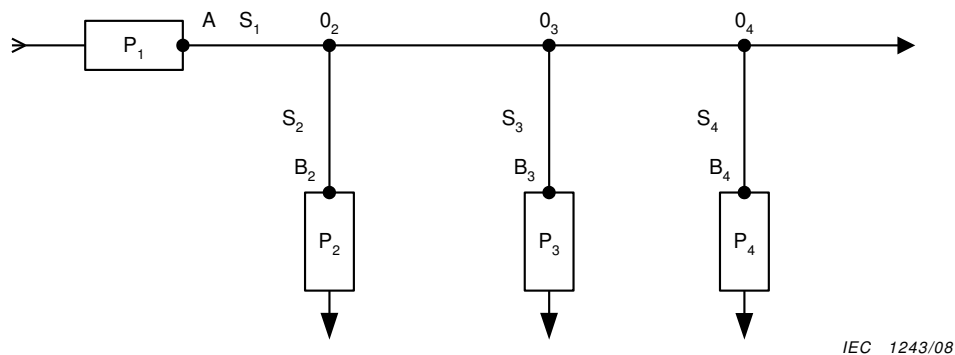 A S₁ 0₂ 0₃ 0₄
P₁
S₂ S₃ S₄
B₂ B₃ B₄
P₂ P₃ P₄
IEC 1243/08